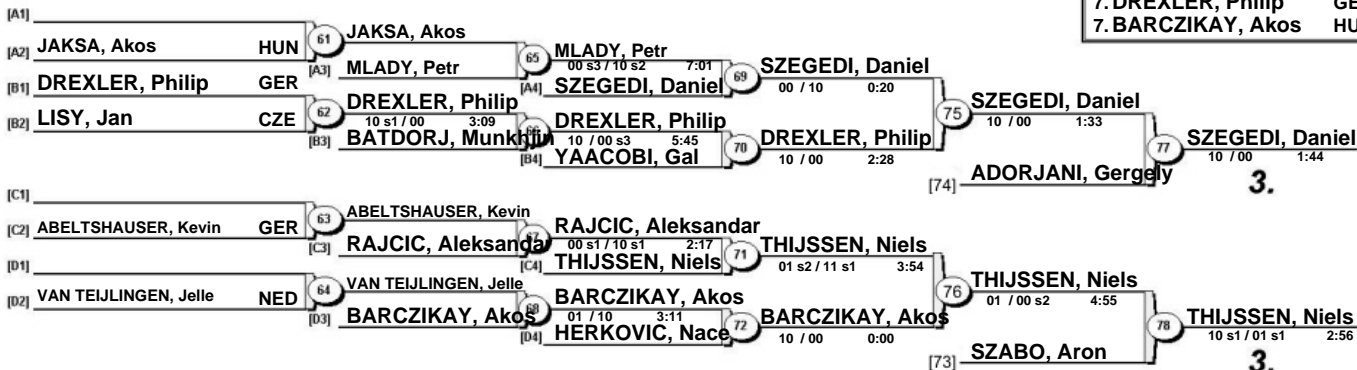 7. DREXLER, Philip GE
7. BARCZIKAY, Akos HU
[A1]
[A2] JAKSA, Akos HUN
61
JAKSA, Akos
[A3] MLADY, Petr
65
MLADY, Petr
00 s3 / 10 s2 7:01
[A4] SZEGEDI, Daniel
69
SZEGEDI, Daniel
00 / 10 0:20
[B1] DREXLER, Philip GER
[B2] LISY, Jan CZE
62
DREXLER, Philip
10 s1 / 00 3:09
[B3] BATDORJ, Munkhjin
66
DREXLER, Philip
10 / 00 s3 5:45
[B4] YAACOBI, Gal
70
DREXLER, Philip
10 / 00 2:28
75
SZEGEDI, Daniel
10 / 00 1:33
[74] ADORJANI, Gergely
77
SZEGEDI, Daniel
10 / 00 1:44
3.
[C1]
[C2] ABELTSHAUSER, Kevin GER
63
ABELTSHAUSER, Kevin
[C3] RAJCIC, Aleksandar
67
RAJCIC, Aleksandar
00 s1 / 10 s1 2:17
[C4] THIJSSEN, Niels
71
THIJSSEN, Niels
01 s2 / 11 s1 3:54
[D1]
[D2] VAN TEIJLINGEN, Jelle NED
64
VAN TEIJLINGEN, Jelle
[D3] BARCZIKAY, Akos
68
BARCZIKAY, Akos
01 / 10 3:11
[D4] HERKOVIC, Nace
72
BARCZIKAY, Akos
10 / 00 0:00
76
THIJSSEN, Niels
01 / 00 s2 4:55
[73] SZABO, Aron
78
THIJSSEN, Niels
10 s1 / 01 s1 2:56
3.